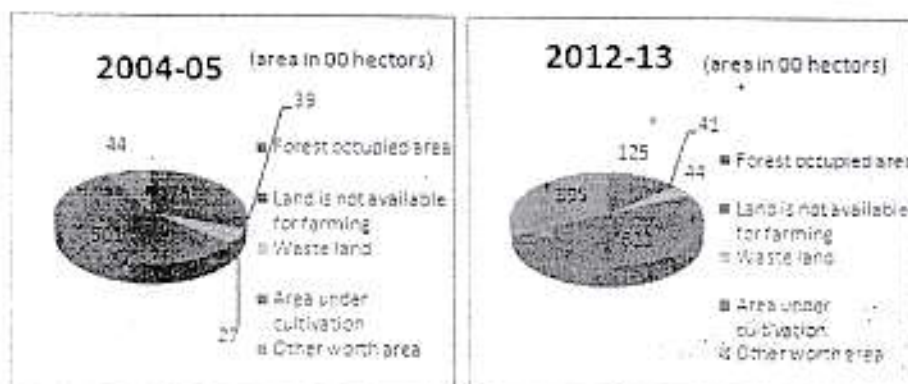 2004-05 (area in 00 hectors)
39
44
Forest occupied area
Land is not available
for farming
Waste land
Area under
cultivation
27
Other worth area
2012-13 (area in 00 hectors)
41
125
Forest occupied area
44
Land is not available
for farming
Waste land
Area under
cultivation
Other worth area